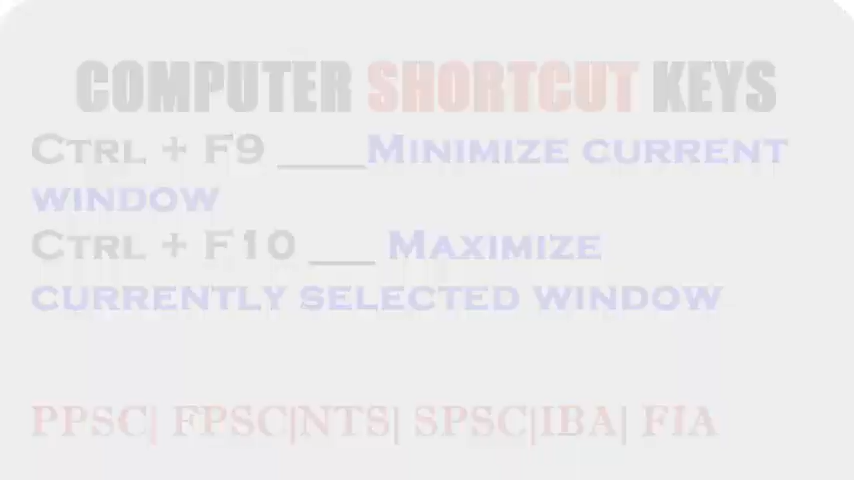 COMPUTER SHORTCUT KEYS
Ctrl + F9 ____Minimize current
window
Ctrl + F10 ___ Maximize
currently selected window
PPSC| FPSC|NTS| SPSC|IBA| FIA